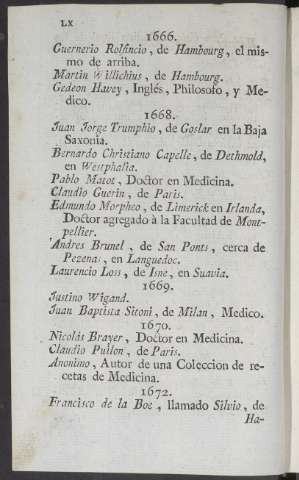 LX
1666.
Guernerio Rolfincio, de Hambourg, el mis-
mo de arriba.
Martin Willichius, de Hambourg.
Gedeon Havey, Inglés, Philosofo, y Me-
dico.
1668.
Juan Jorge Trumphio, de Goslar en la Baja
Saxonia.
Bernardo Christiano Capelle, de Dethmold,
en Westphalia.
Pablo Matot, Doctor en Medicina.
Claudio Guerin, de Paris.
Edmundo Morpheo, de Limerick en Irlanda,
Doctor agregado à la Facultad de Mont-
pellier.
Andres Brunel, de San Ponts, cerca de
Pezenas, en Languedoc.
Laurencio Loss, de Isne, en Suavia.
1669.
Justino Wigand.
Juan Baptista Sitoni, de Milan, Medico.
1670.
Nicolás Brayer, Doctor en Medicina.
Claudio Puilon, de Paris.
Anonimo, Autor de una Coleccion de re-
cetas de Medicina.
1672.
Francisco de la Boe, llamado Silvio, de
Ha-